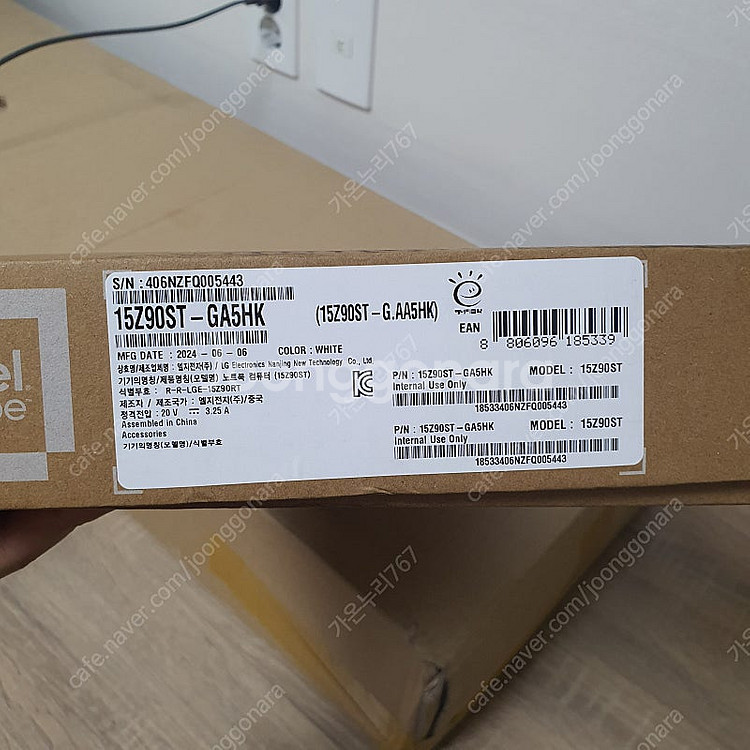 S/N : 406NZFQ005443
15Z90ST-GA5HK
(15Z90ST-G.AA5HK)
EAN
8 806096 185339
MFG DATE : 2024-06-06 COLOR : WHITE
상호명/제조업체명 : 엘지전자(주) / LG Electronics Nanjing New Technology Co., Ltd.
기기의명칭/제품명칭(모델명) 노트북 컴퓨터 (15Z90ST)
식별부호 : R-R-LGE-15Z90RT
제조자 / 제조국가 : 엘지전자(주)/중국
정격전압 : 20 V ⎓ 3.25 A
Assembled in China
Accessories
기기의명칭(모델명)/식별부호
P/N : 15Z90ST-GA5HK MODEL : 15Z90ST
Internal Use Only
18533406NZFQ005443
P/N : 15Z90ST-GA5HK MODEL : 15Z90ST
Internal Use Only
18533406NZFQ005443
cafe.naver.com/joonggonara
가온누리767
joonggonara